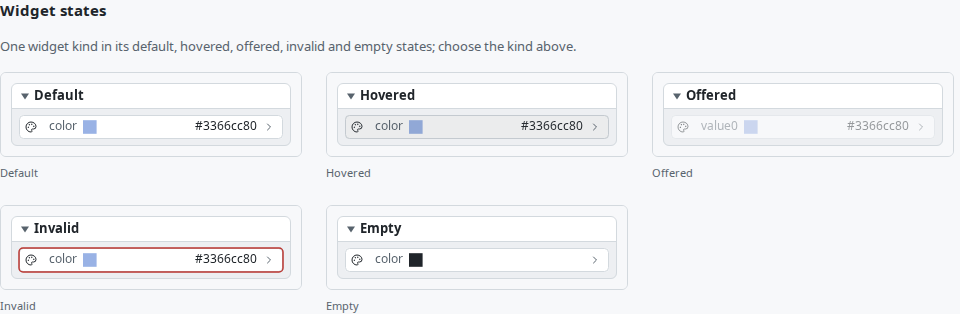 Widget states
One widget kind in its default, hovered, offered, invalid and empty states; choose the kind above.
Default
color #3366cc80
Default
Hovered
color #3366cc80
Hovered
Offered
value0 #3366cc80
Offered
Invalid
color #3366cc80
Invalid
Empty
color
Empty